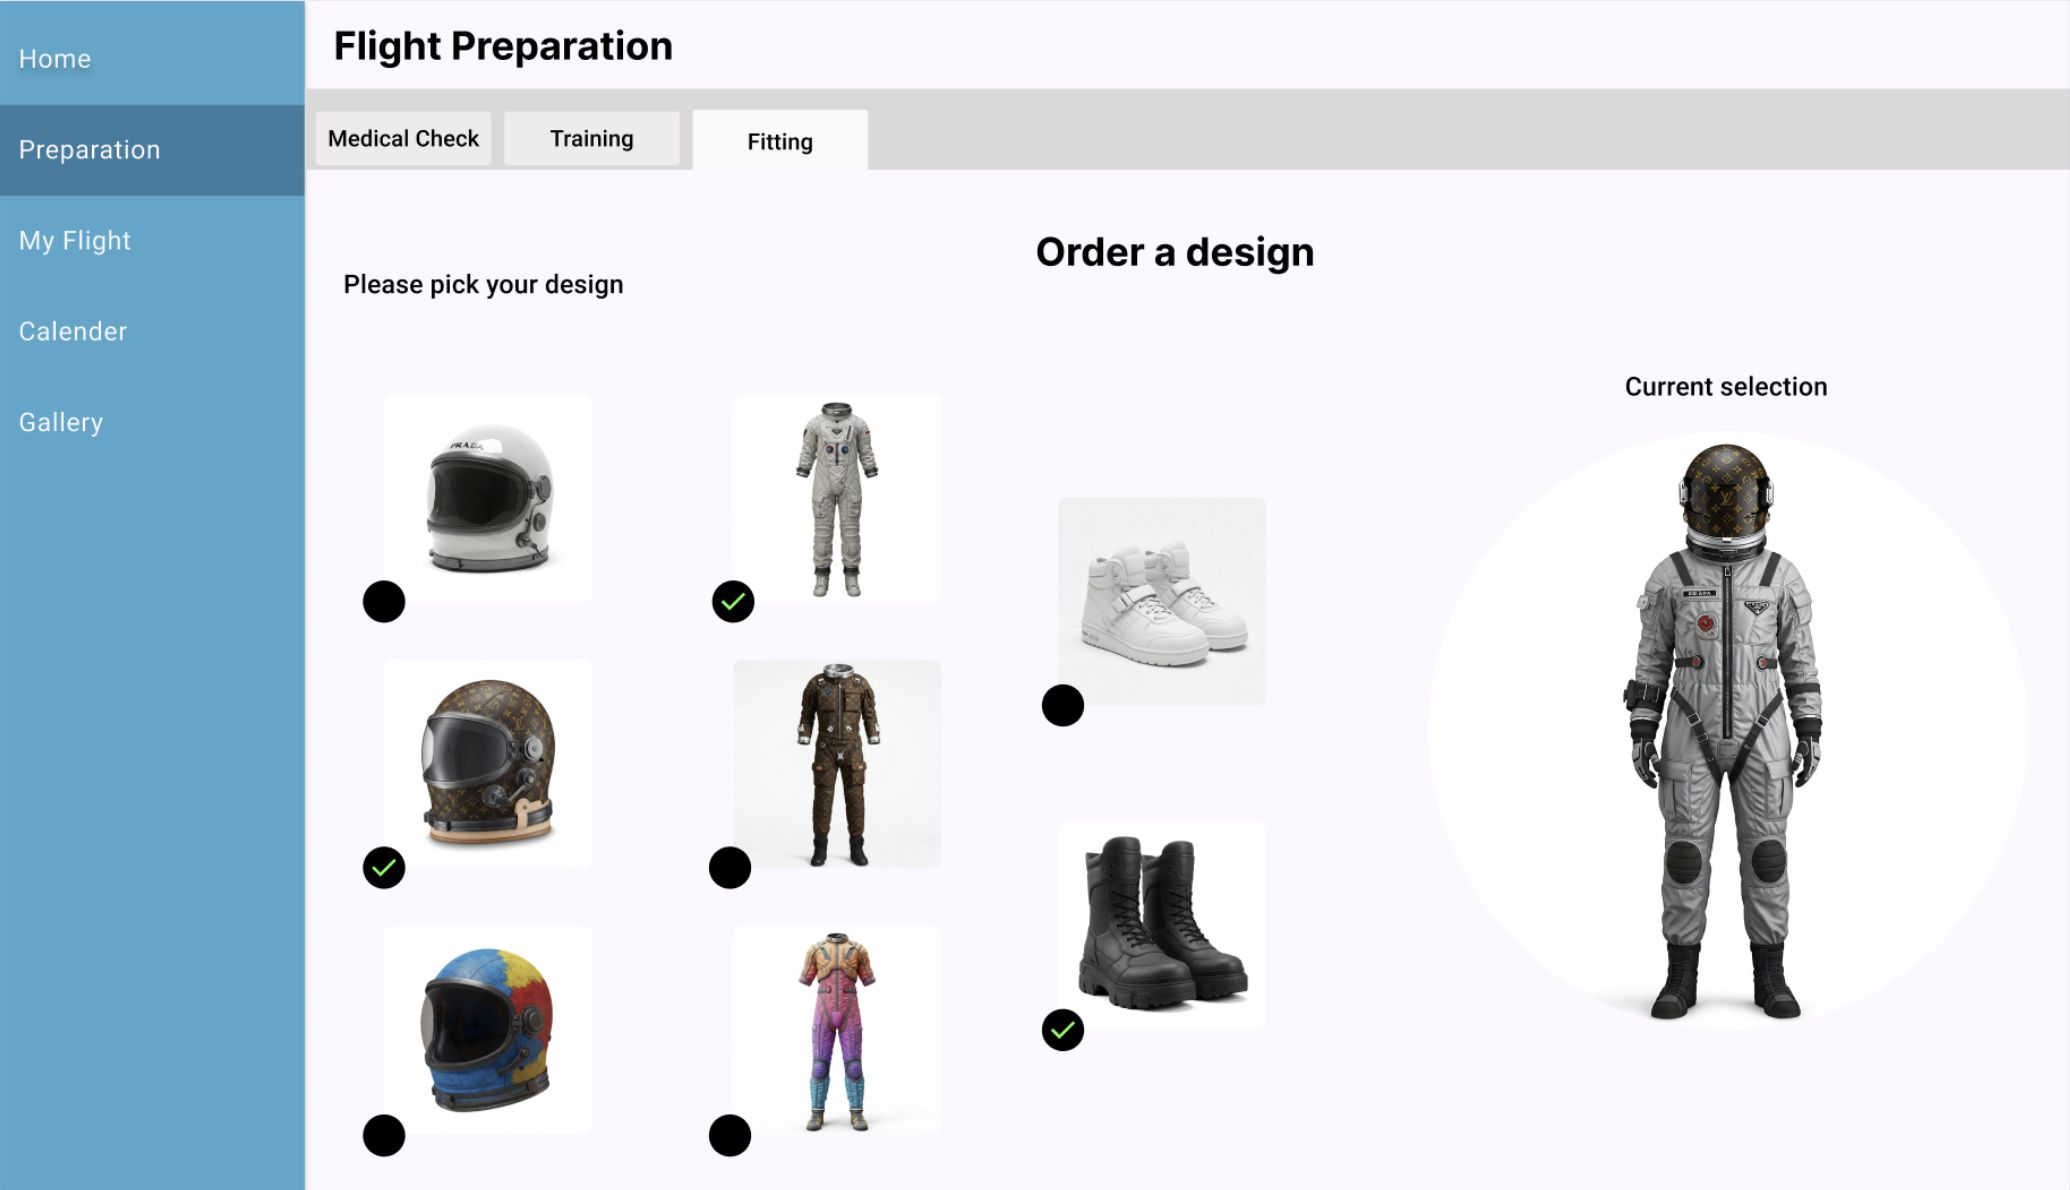 Home
Preparation
My Flight
Calender
Gallery
Flight Preparation
Medical Check
Training
Fitting
Order a design
Please pick your design
Current selection
PRADA
LV